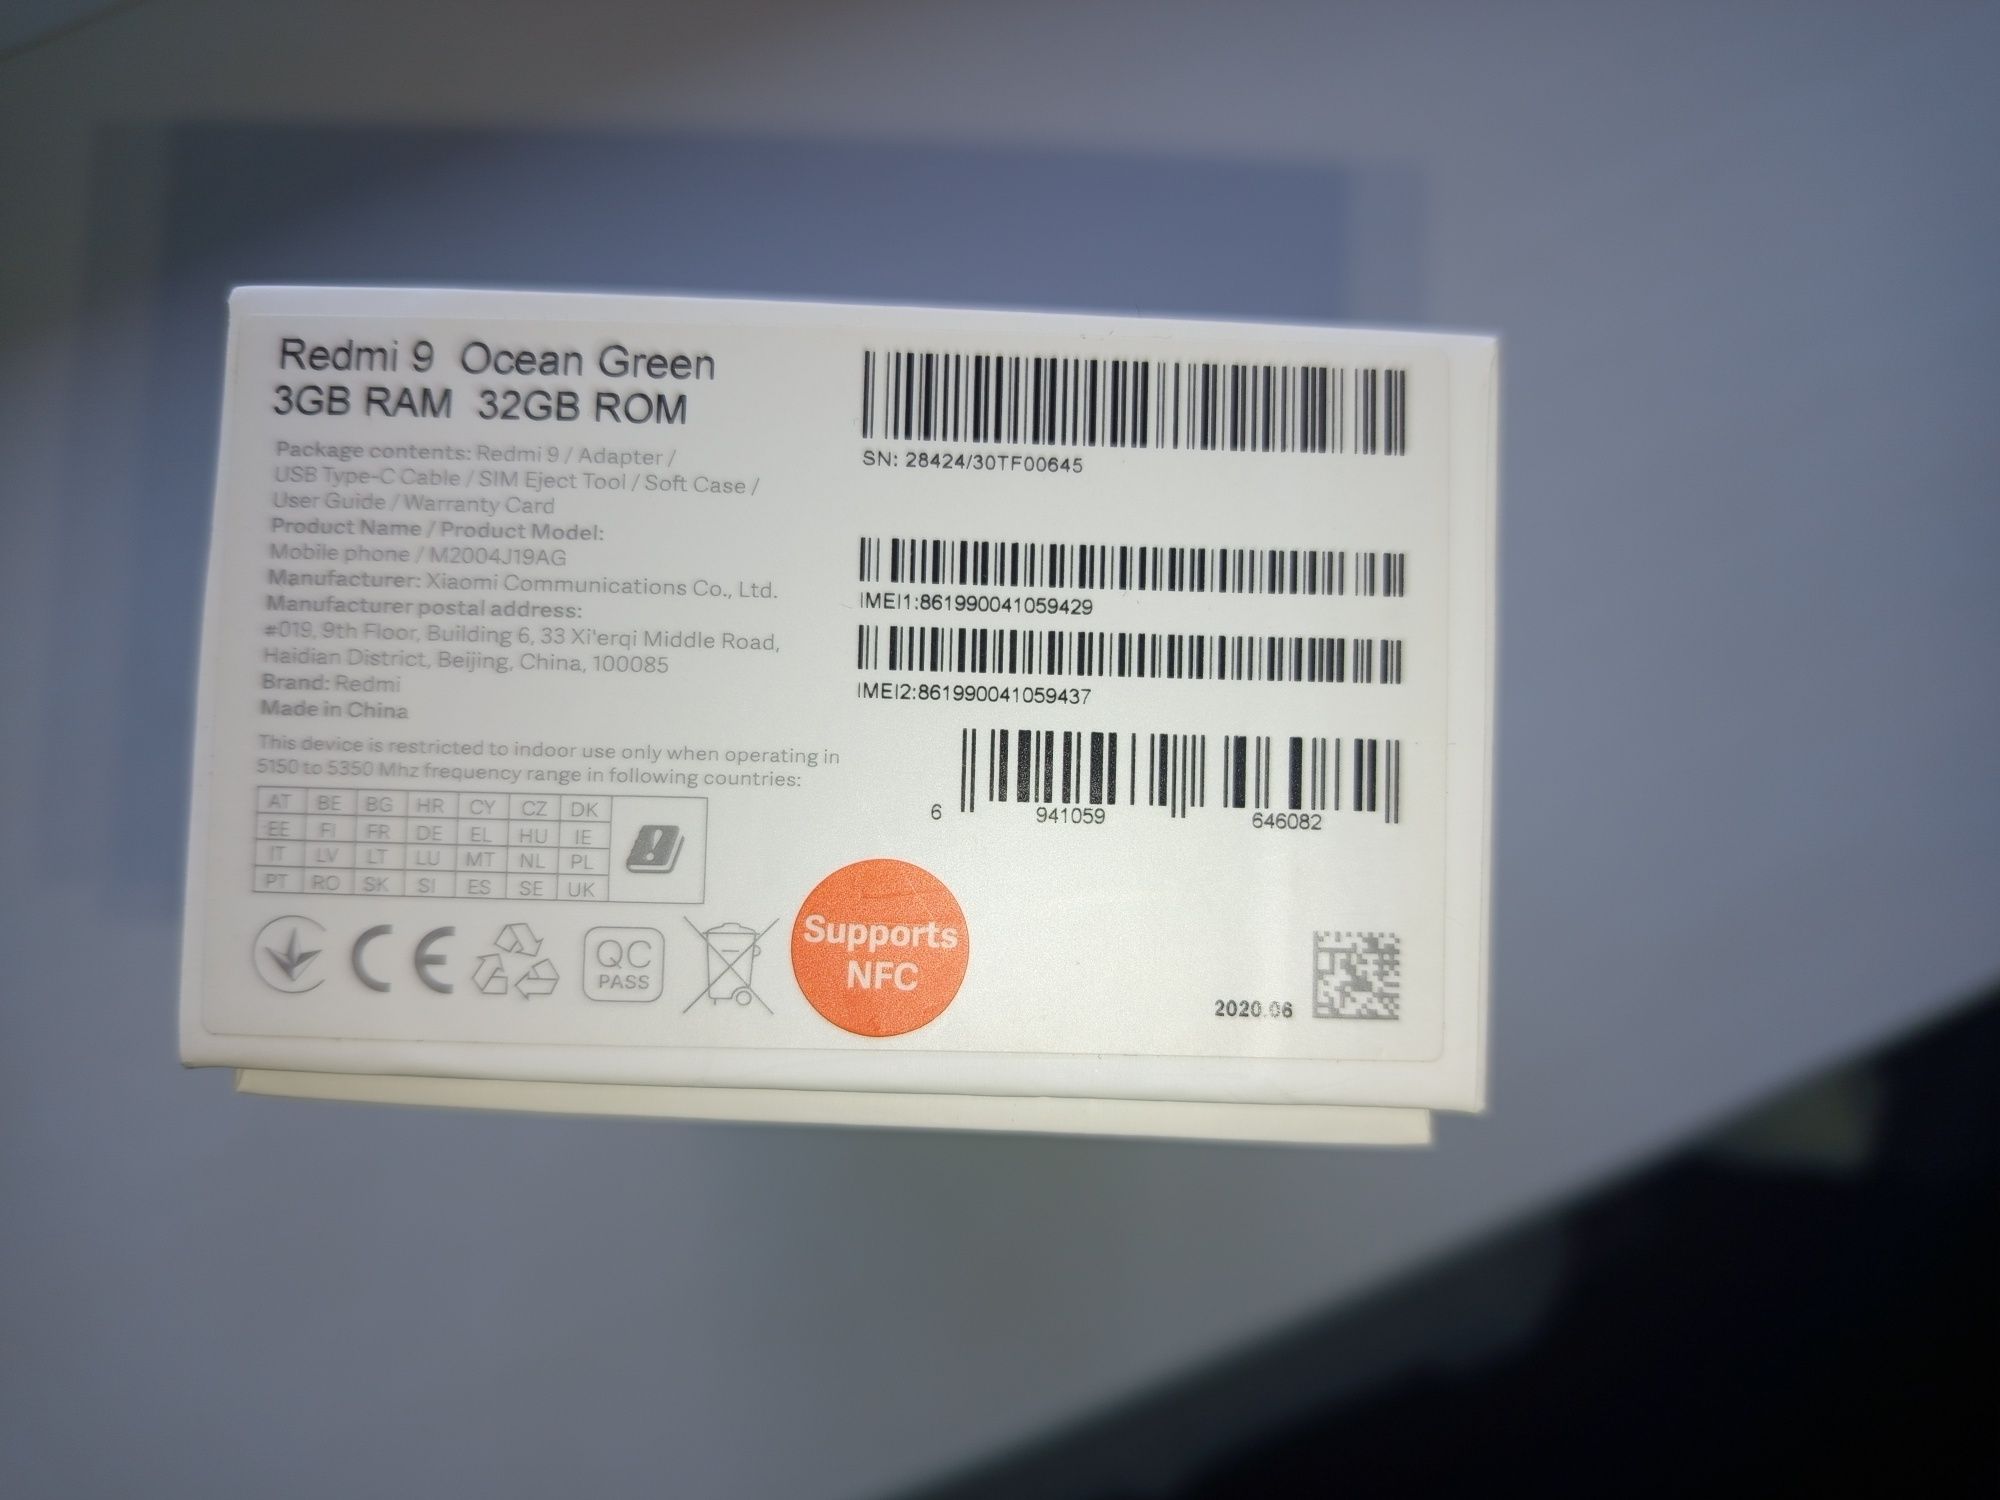 Redmi 9 Ocean Green
3GB RAM 32GB ROM
Package contents: Redmi 9 / Adapter /
USB Type-C Cable / SIM Eject Tool / Soft Case /
User Guide / Warranty Card
Product Name / Product Model:
Mobile phone / M2004J19AG
Manufacturer: Xiaomi Communications Co., Ltd.
Manufacturer postal address:
#019, 9th Floor, Building 6, 33 Xi'erqi Middle Road,
Haidian District, Beijing, China, 100085
Brand: Redmi
Made in China
This device is restricted to indoor use only when operating in
5150 to 5350 Mhz frequency range in following countries:
AT BE BG HR CY CZ DK
EE FI FR DE EL HU IE
IT LV LT LU MT NL PL
PT RO SK SI ES SE UK
CE
QC
PASS
Supports
NFC
SN: 28424/30TF00645
IMEI1:861990041059429
IMEI2:861990041059437
6 941059 646082
2020.06